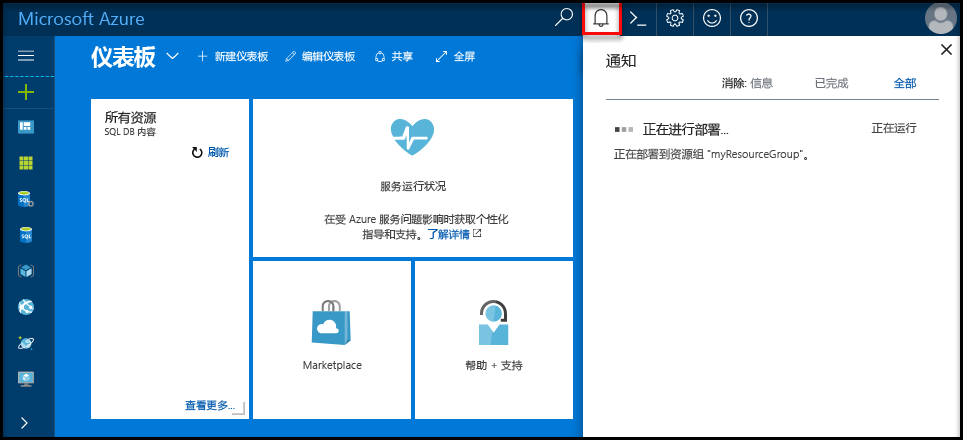 Microsoft Azure
仪表板
新建仪表板
编辑仪表板
共享
全屏
所有资源
SQL DB 内容
刷新
查看更多...
服务运行状况
在受 Azure 服务问题影响时获取个性化
指导和支持。了解详情
Marketplace
帮助 + 支持
通知
消除: 信息
已完成
全部
正在进行部署...
正在运行
正在部署到资源组 "myResourceGroup"。
SQL
SQL